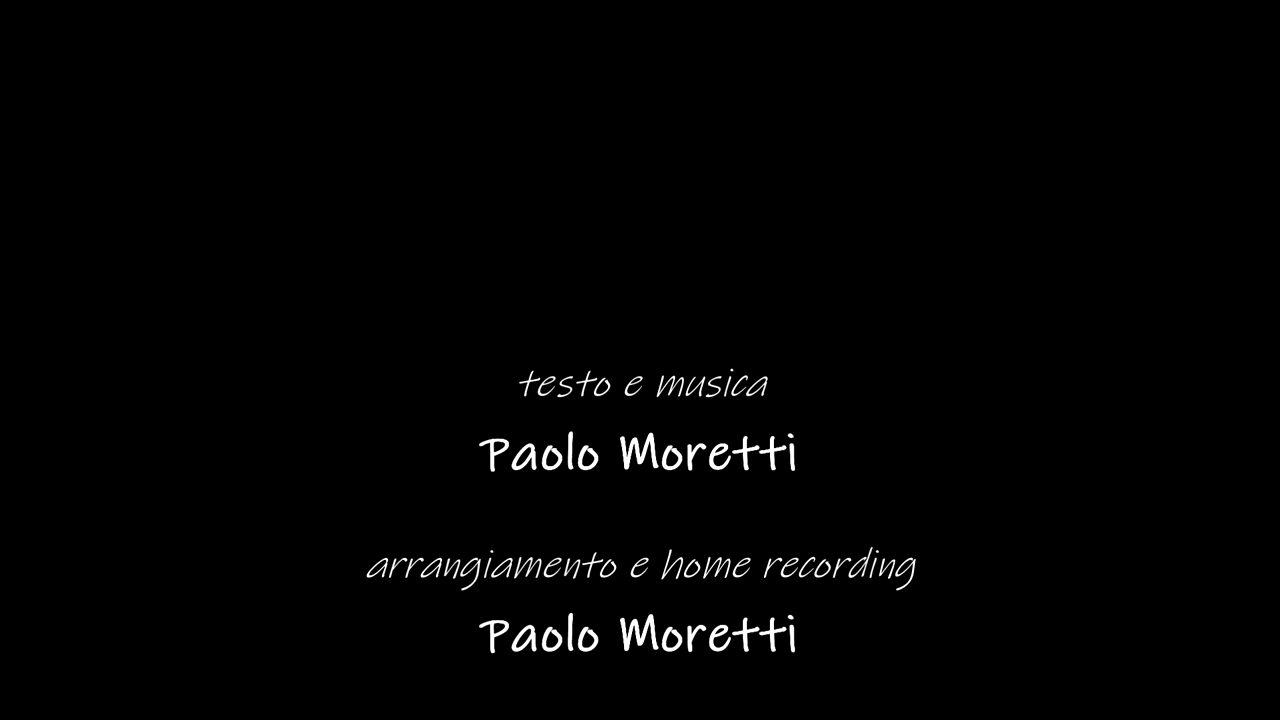 testo e musica
Paolo Moretti
arrangiamento e home recording
Paolo Moretti